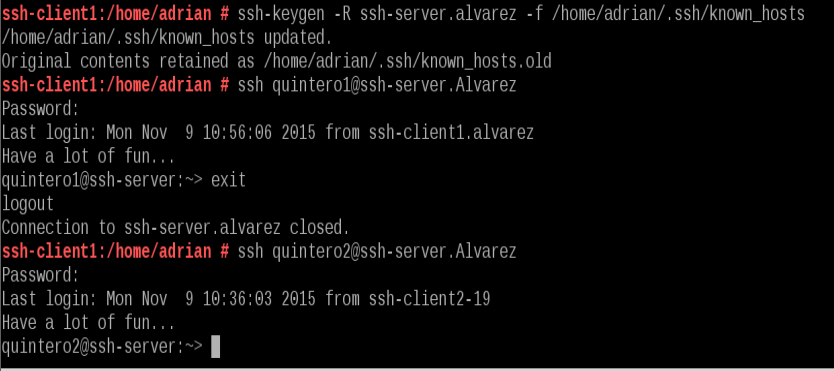 ssh-client1:/home/adrian # ssh-keygen -R ssh-server.alvarez -f /home/adrian/.ssh/known_hosts
/home/adrian/.ssh/known_hosts updated.
Original contents retained as /home/adrian/.ssh/known_hosts.old
ssh-client1:/home/adrian # ssh quintero1@ssh-server.Alvarez
Password:
Last login: Mon Nov  9 10:56:06 2015 from ssh-client1.alvarez
Have a lot of fun...
quintero1@ssh-server:~> exit
logout
Connection to ssh-server.alvarez closed.
ssh-client1:/home/adrian # ssh quintero2@ssh-server.Alvarez
Password:
Last login: Mon Nov  9 10:36:03 2015 from ssh-client2-19
Have a lot of fun...
quintero2@ssh-server:~>